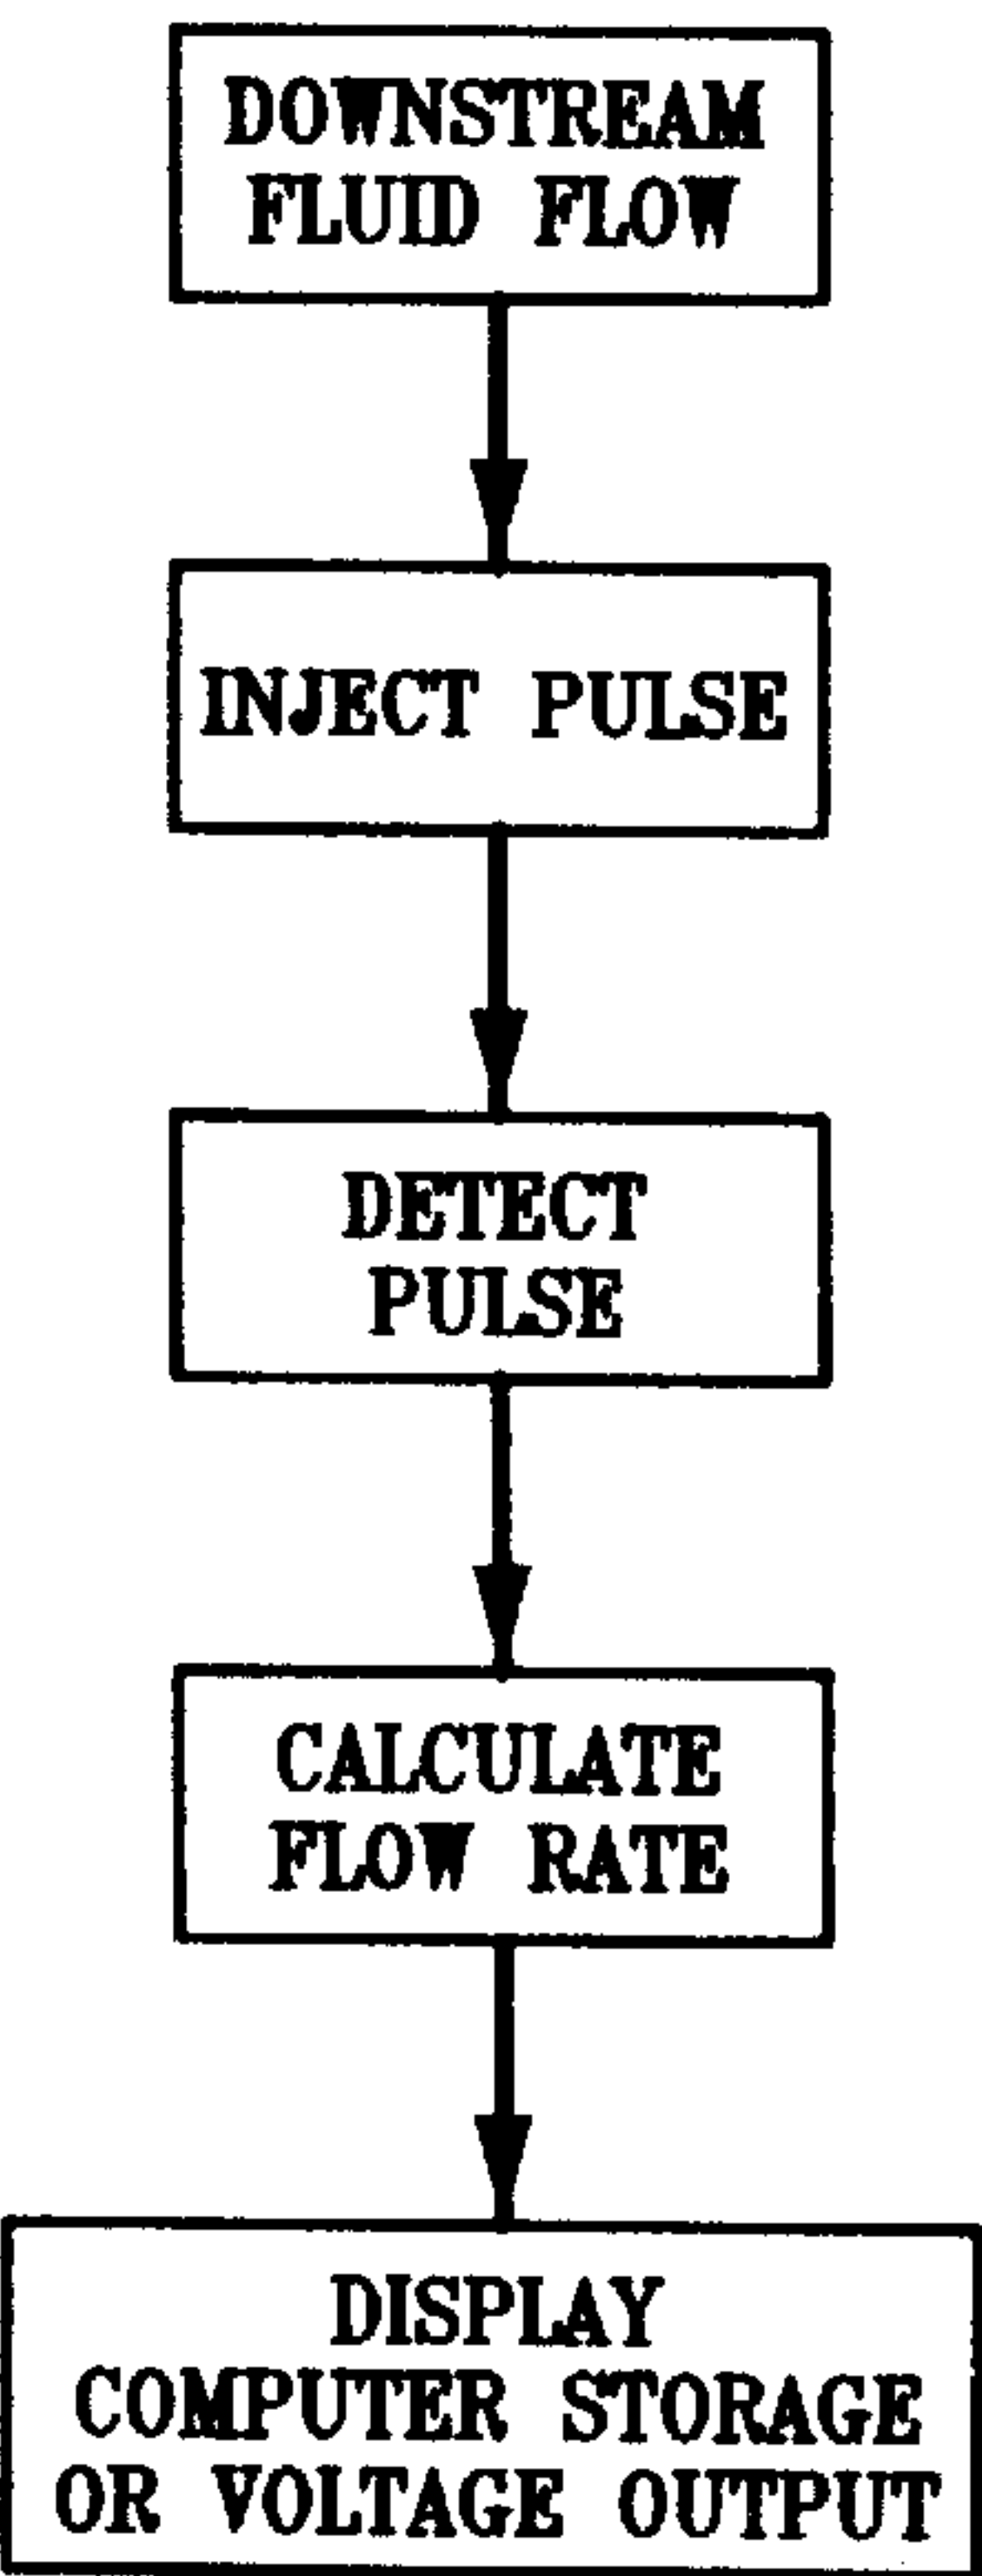 DOWNSTREAM
FLUID FLOW
INJECT PULSE
DETECT
PULSE
CALCULATE
FLOW RATE
DISPLAY
COMPUTER STORAGE
OR VOLTAGE OUTPUT